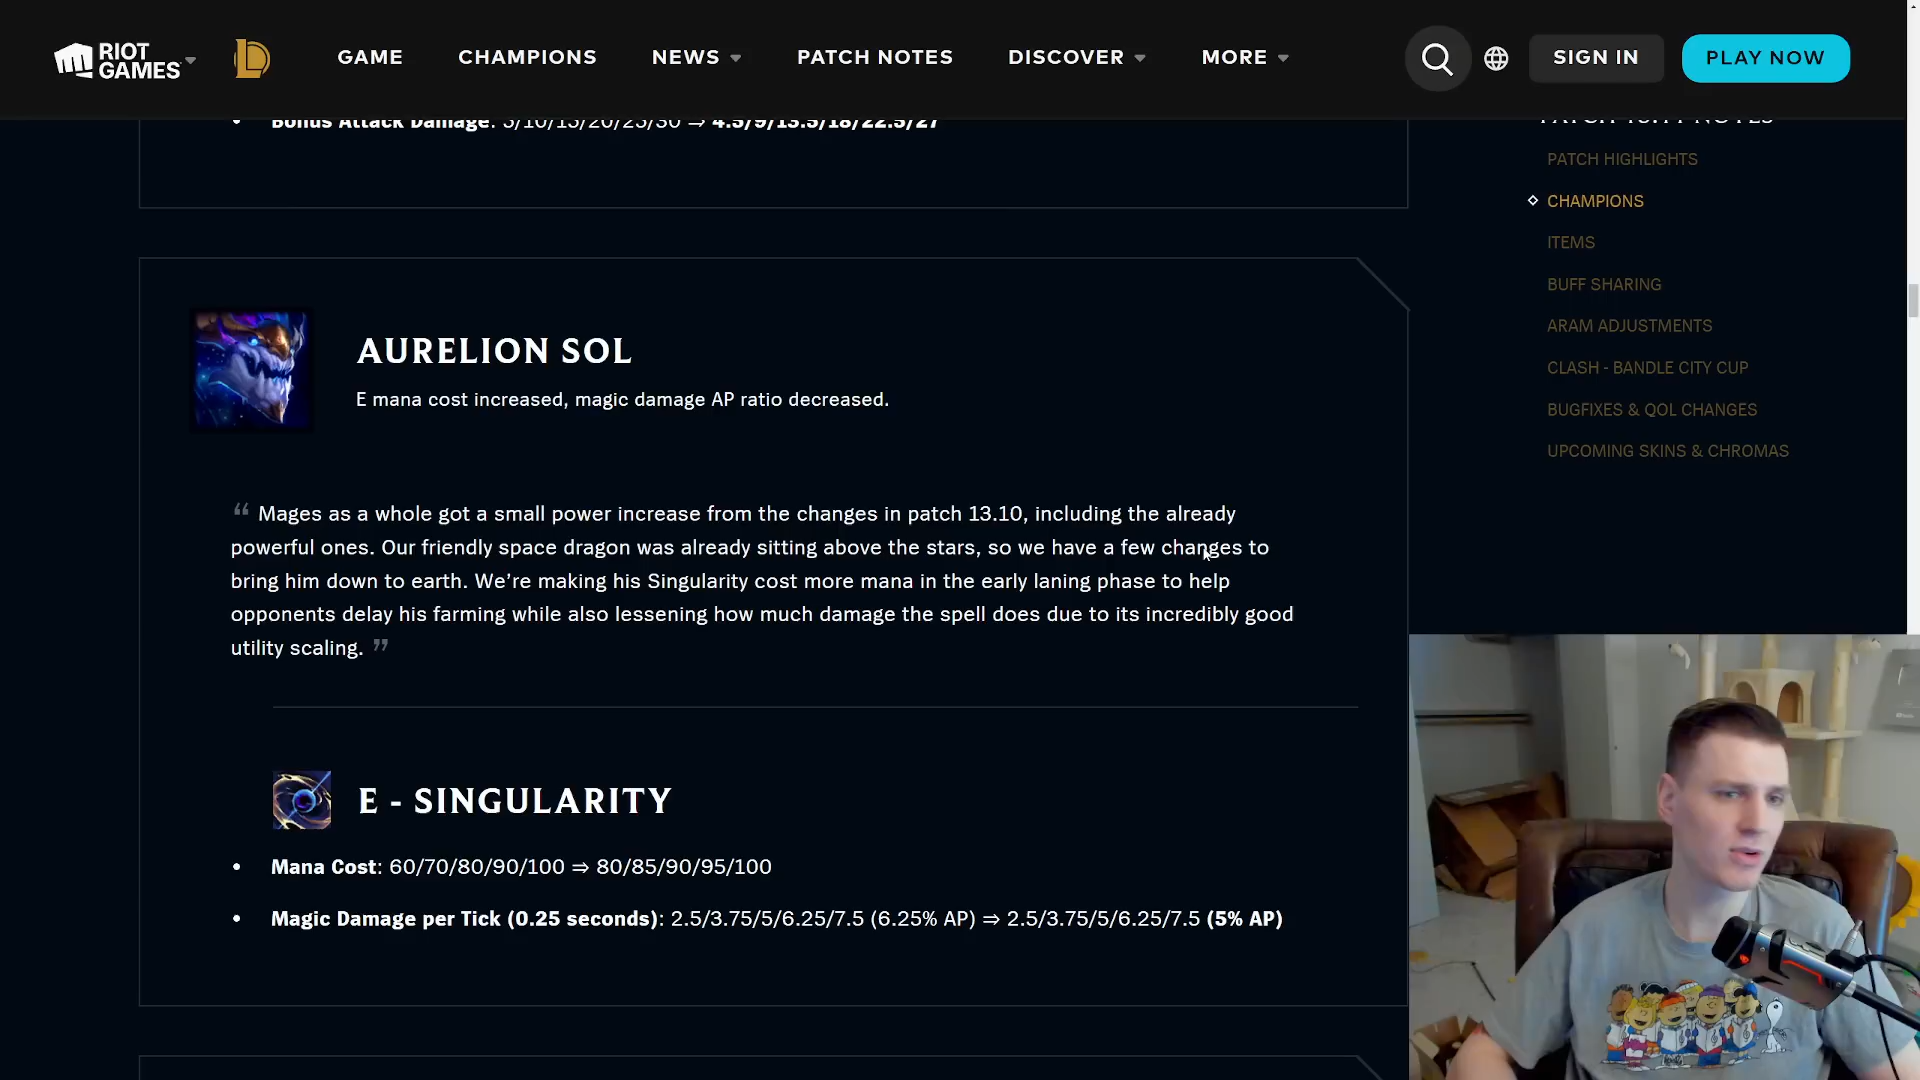 RIOT GAMES
GAME
CHAMPIONS
NEWS
PATCH NOTES
DISCOVER
MORE
SIGN IN
PLAY NOW
Bonus Attack Damage: 5/10/15/20/25/30 ⇒ 4.5/9/13.5/18/22.5/27
AURELION SOL
E mana cost increased, magic damage AP ratio decreased.
“ Mages as a whole got a small power increase from the changes in patch 13.10, including the already
powerful ones. Our friendly space dragon was already sitting above the stars, so we have a few changes to
bring him down to earth. We’re making his Singularity cost more mana in the early laning phase to help
opponents delay his farming while also lessening how much damage the spell does due to its incredibly good
utility scaling. ”
E - SINGULARITY
• Mana Cost: 60/70/80/90/100 ⇒ 80/85/90/95/100
• Magic Damage per Tick (0.25 seconds): 2.5/3.75/5/6.25/7.5 (6.25% AP) ⇒ 2.5/3.75/5/6.25/7.5 (5% AP)
PATCH HIGHLIGHTS
CHAMPIONS
ITEMS
BUFF SHARING
ARAM ADJUSTMENTS
CLASH - BANDLE CITY CUP
BUGFIXES & QOL CHANGES
UPCOMING SKINS & CHROMAS